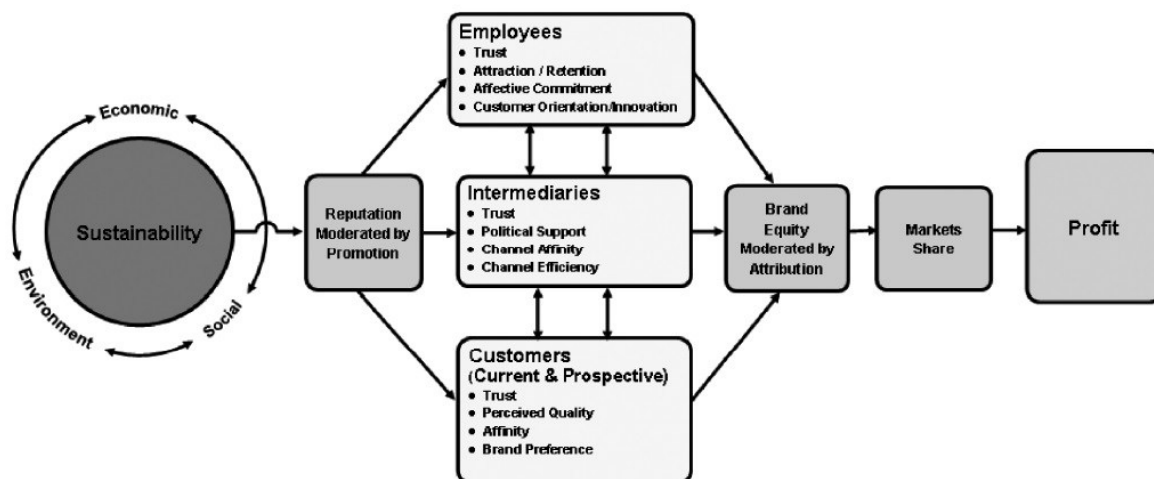 Economic
Environment
Social
Sustainability
Reputation
Moderated by
Promotion
Employees
● Trust
● Attraction / Retention
● Affective Commitment
● Customer Orientation/Innovation
Intermediaries
● Trust
● Political Support
● Channel Affinity
● Channel Efficiency
Customers
(Current & Prospective)
● Trust
● Perceived Quality
● Affinity
● Brand Preference
Brand
Equity
Moderated by
Attribution
Markets
Share
Profit